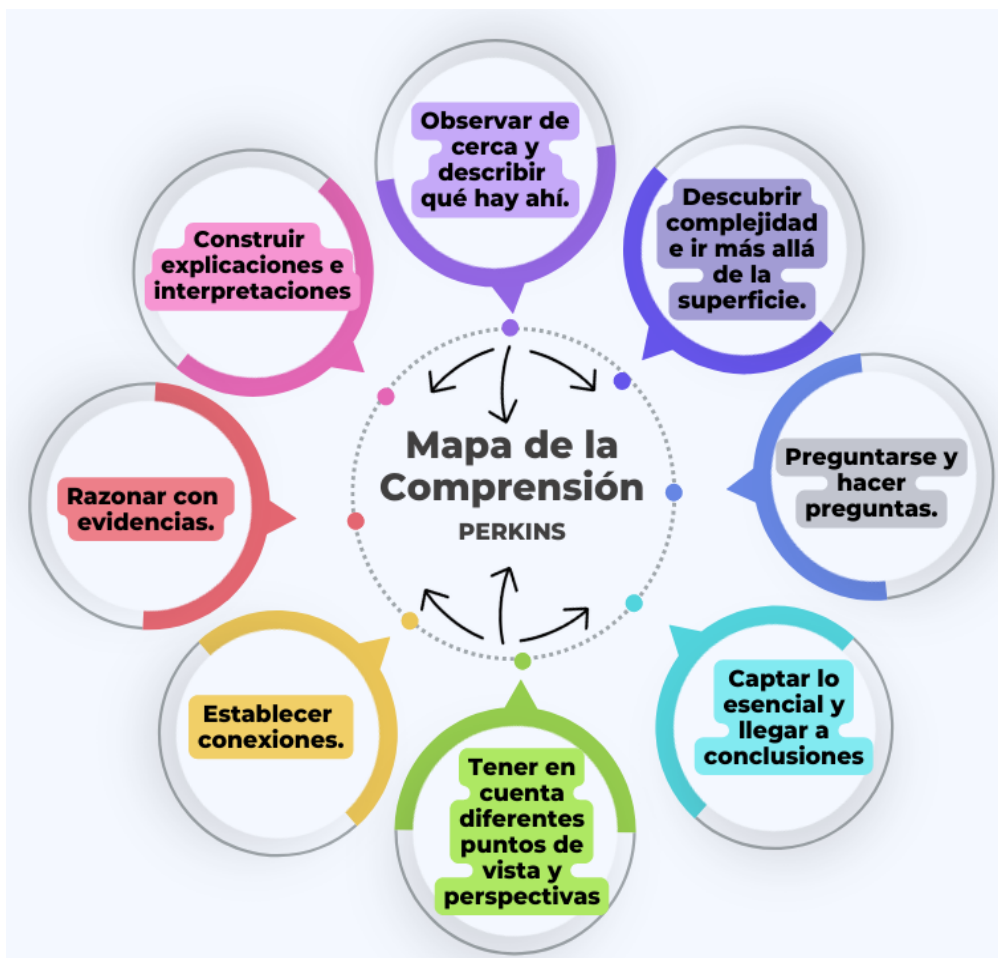 Observar de
cerca y
describir
qué hay ahí.
Descubrir
complejidad
e ir más allá
de la
superficie.
Preguntarse y
hacer
preguntas.
Captar lo
esencial y
llegar a
conclusiones
Tener en
cuenta
diferentes
puntos de
vista y
perspectivas
Establecer
conexiones.
Razonar con
evidencias.
Construir
explicaciones e
interpretaciones
Mapa de la
Comprensión
PERKINS